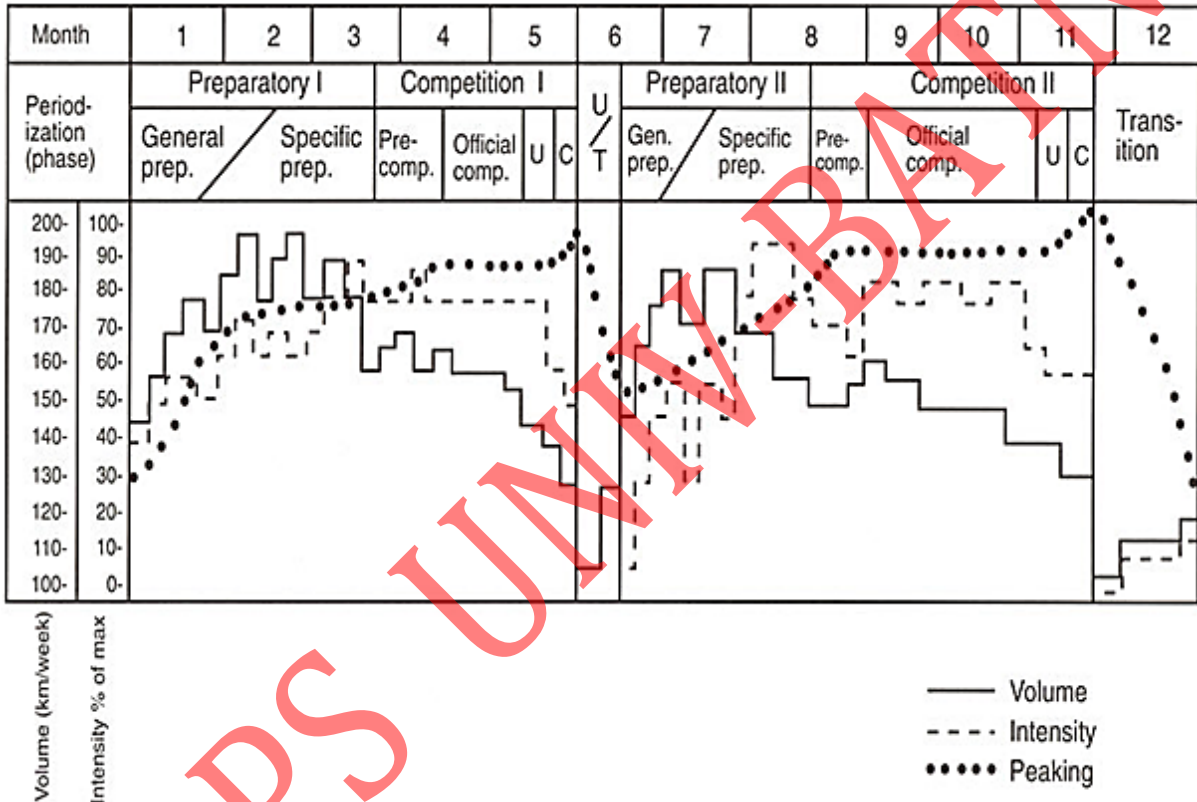 Month 1 2 3 4 5 6 7 8 9 10 11 12
Period-
ization
(phase)
Preparatory I Competition I
General
prep.
Specific
prep.
Pre-
comp.
Official
comp.
U C
U
/
T
Preparatory II Competition II
Gen.
prep.
Specific
prep.
Pre-
comp.
Official
comp.
U C
Trans-
ition
200- 100-
190- 90-
180- 80-
170- 70-
160- 60-
150- 50-
140- 40-
130- 30-
120- 20-
110- 10-
100- 0-
Volume (km/week)
Intensity % of max
Volume
Intensity
Peaking
PS UNIV-BATN